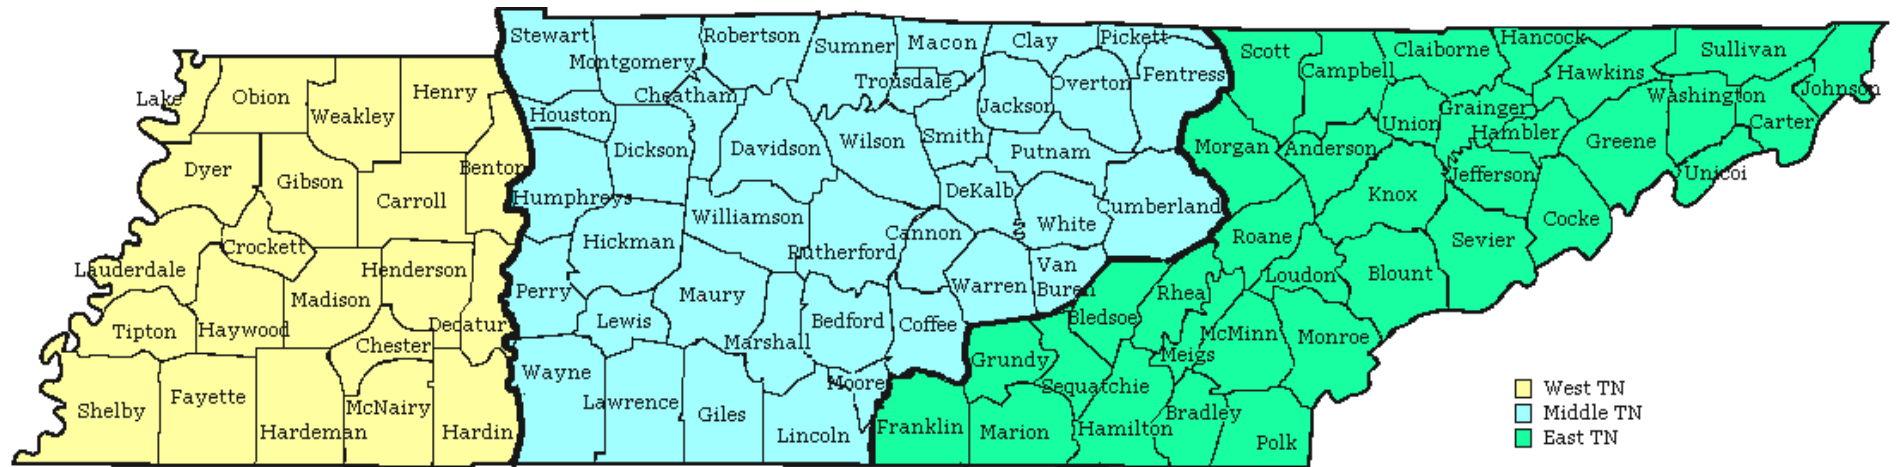 Stewart
Robertson
Sumner
Macon
Clay
Pickett
Scott
Claiborne
Hancock
Sullivan
Montgomery
Trousdale
Overton
Fentress
Campbell
Hawkins
Lake
Obion
Weakley
Henry
Cheatham
Jackson
Grainger
Washington
Johnson
Houston
Union
Hambler
Carter
Dickson
Davidson
Wilson
Smith
Putnam
Morgan
Anderson
Greene
Dyer
Gibson
Benton
Jefferson
Unicoi
Carroll
Humphreys
DeKalb
Knox
Williamson
White
Cumberland
Cocke
Crockett
Hickman
Rutherford
Cannon
Roane
Sevier
Lauderdale
Henderson
Van
Buren
Loudon
Blount
Madison
Perry
Maury
Warren
Rhea
Tipton
Haywood
Decatur
Lewis
Bedford
Coffee
Bledsoe
McMinn
Monroe
Chester
Marshall
Meigs
Wayne
Grundy
Moore
Sequatchie
West TN
Shelby
Fayette
McNairy
Lawrence
Giles
Bradley
Middle TN
Hardeman
Hardin
Lincoln
Franklin
Marion
Hamilton
Polk
East TN